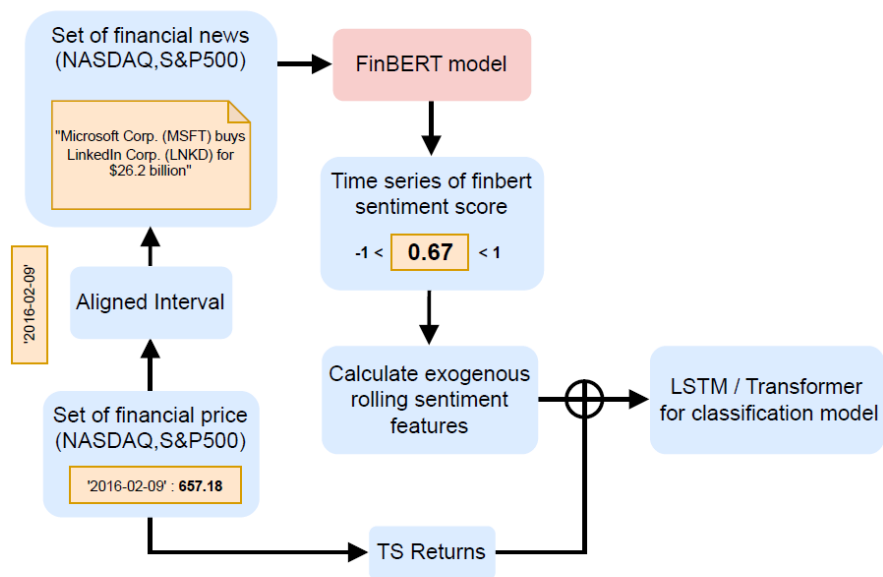 Set of financial news
(NASDAQ,S&P500)
"Microsoft Corp. (MSFT) buys
LinkedIn Corp. (LNKD) for
$26.2 billion"
FinBERT model
Time series of finbert
sentiment score
-1 < 0.67 < 1
'2016-02-09'
Aligned Interval
Calculate exogenous
rolling sentiment
features
LSTM / Transformer
for classification model
Set of financial price
(NASDAQ,S&P500)
'2016-02-09' : 657.18
TS Returns